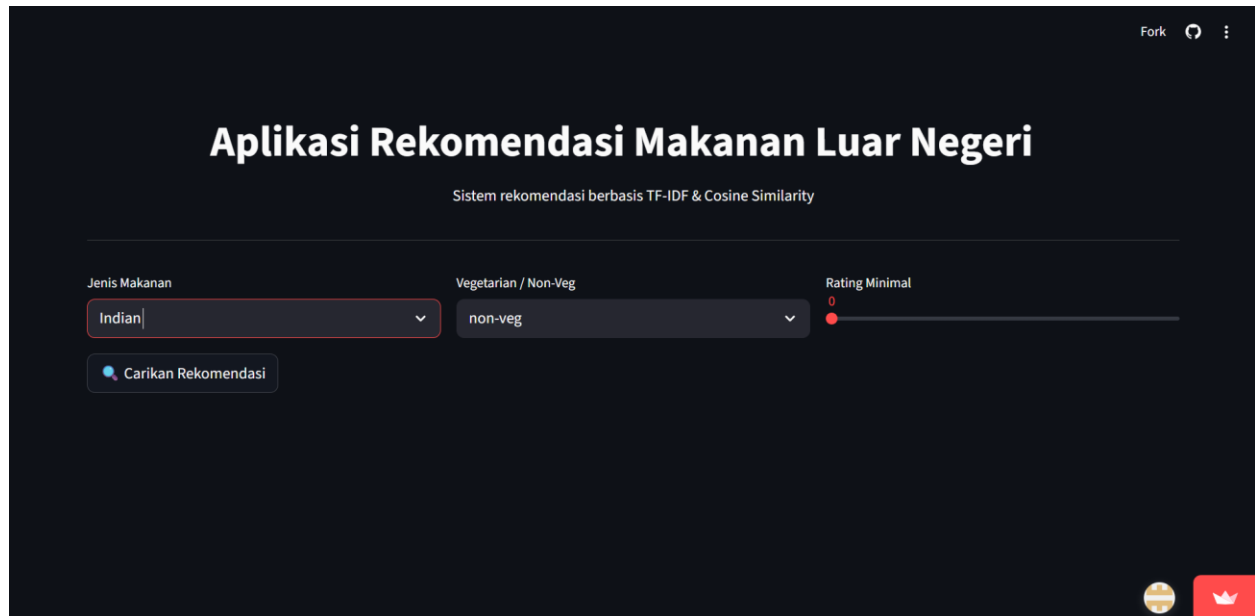 Fork
Aplikasi Rekomendasi Makanan Luar Negeri
Sistem rekomendasi berbasis TF-IDF & Cosine Similarity
Jenis Makanan
Vegetarian / Non-Veg
Rating Minimal
0
Indian
non-veg
Carikan Rekomendasi